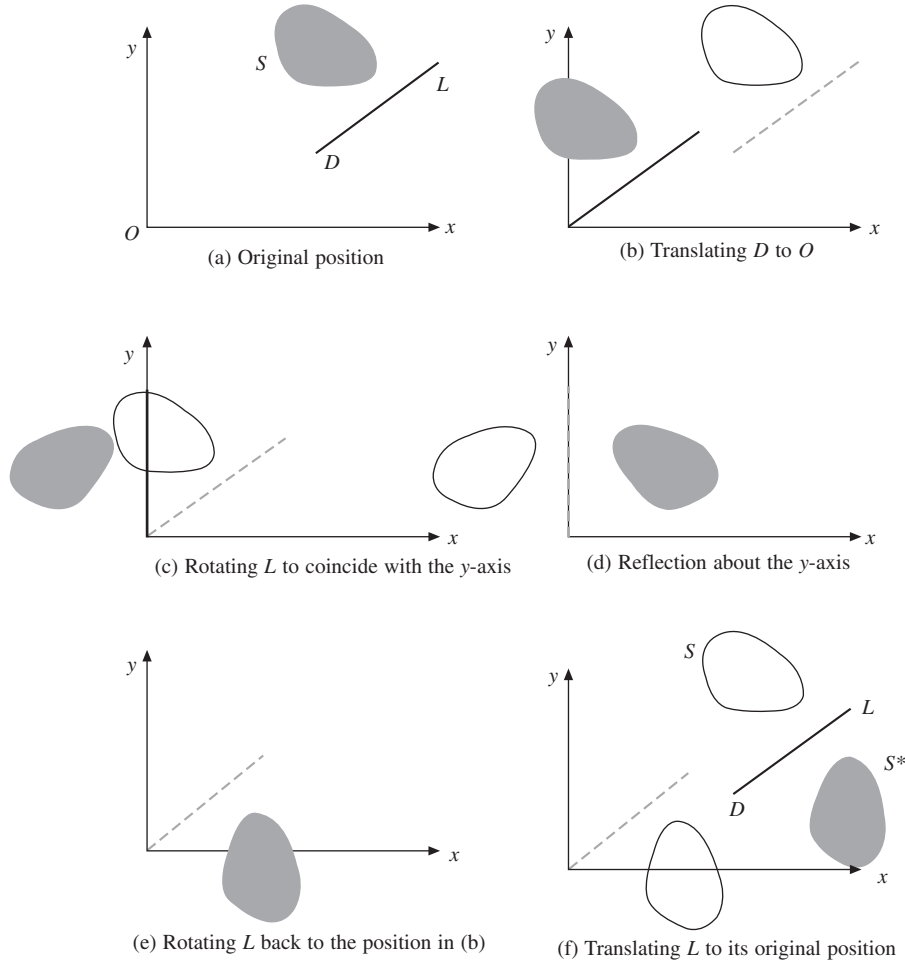 y
S
L
D
O
x
(a) Original position
y
x
(b) Translating D to O
y
x
(c) Rotating L to coincide with the y-axis
y
x
(d) Reflection about the y-axis
y
x
(e) Rotating L back to the position in (b)
S
y
L
S*
D
x
(f) Translating L to its original position